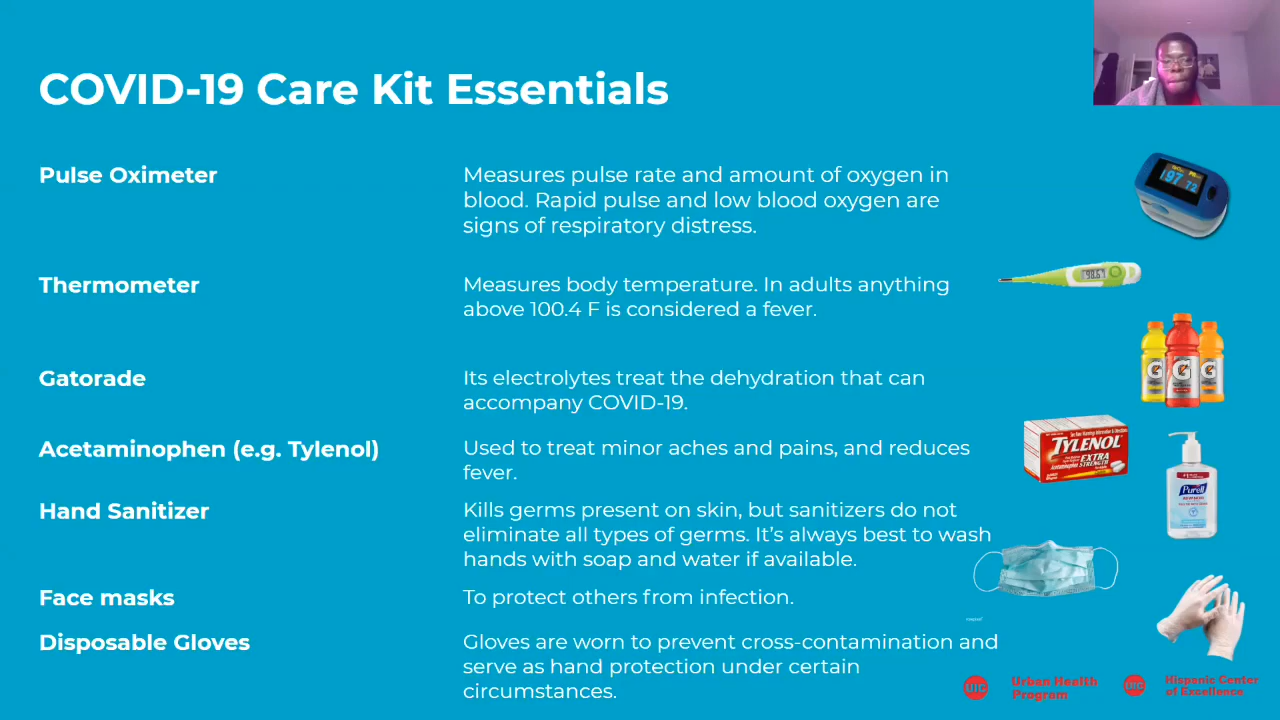 COVID-19 Care Kit Essentials
Pulse Oximeter
Measures pulse rate and amount of oxygen in
blood. Rapid pulse and low blood oxygen are
signs of respiratory distress.
Thermometer
Measures body temperature. In adults anything
above 100.4 F is considered a fever.
98.6
Gatorade
Its electrolytes treat the dehydration that can
accompany COVID-19.
G
Acetaminophen (e.g. Tylenol)
Used to treat minor aches and pains, and reduces
fever.
TYLENOL
EXTRA
STRENGTH
Hand Sanitizer
Kills germs present on skin, but sanitizers do not
eliminate all types of germs. It's always best to wash
hands with soap and water if available.
Purell
Face masks
To protect others from infection.
Disposable Gloves
Gloves are worn to prevent cross-contamination and
serve as hand protection under certain
circumstances.
UIC
Urban Health
Program
UIC
Hispanic Center
of Excellence